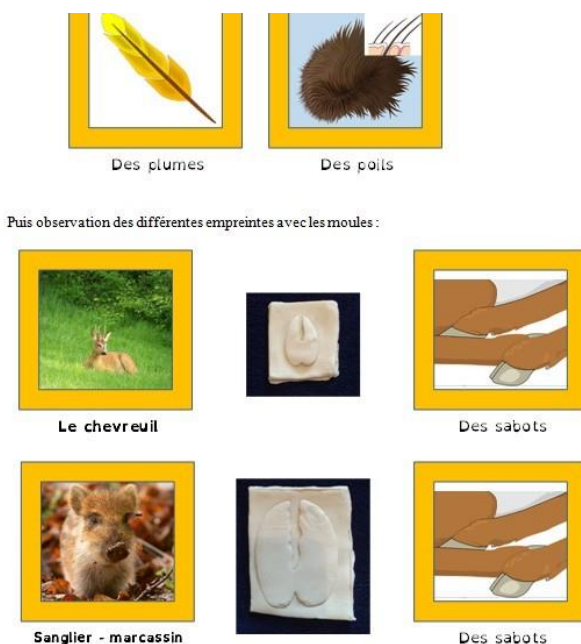 Des plumes
Des poils
Puis observation des différentes empreintes avec les moules :
Le chevreuil
Des sabots
Sanglier - marcassin
Des sabots